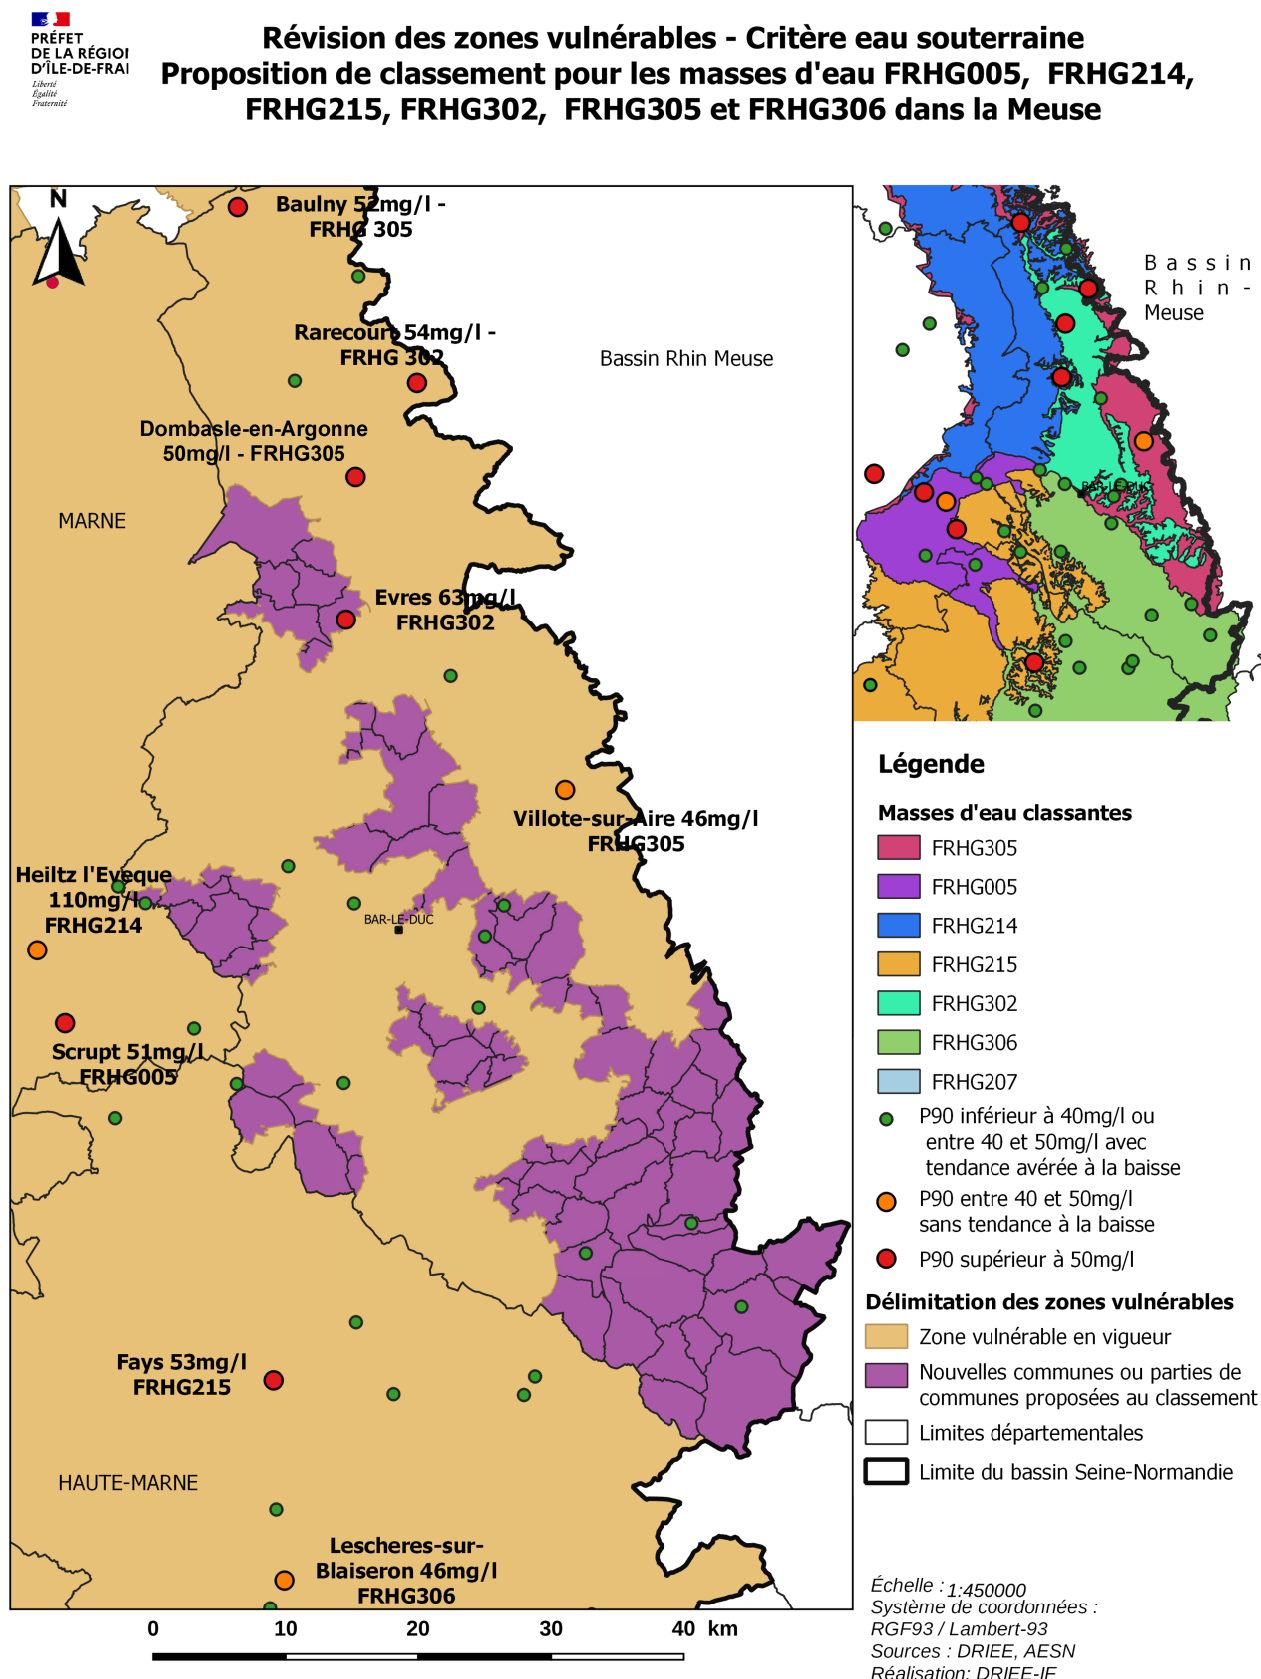 PRÉFET
DE LA RÉGION
D'ÎLE-DE-FRAI
Liberté
Égalité
Fraternité
Révision des zones vulnérables - Critère eau souterraine
Proposition de classement pour les masses d'eau FRHG005, FRHG214,
FRHG215, FRHG302, FRHG305 et FRHG306 dans la Meuse
N
Baulny 52mg/l -
FRHG 305
Rarecourt 54mg/l -
FRHG 302
Bassin Rhin Meuse
Dombasle-en-Argonne
50mg/l - FRHG305
MARNE
Evres 63mg/l
FRHG302
Villote-sur-Aire 46mg/l
FRHG305
Heiltz l'Eveque
110mg/l
FRHG214
BAR-LE-DUC
Scrupt 51mg/l
FRHG005
Fays 53mg/l
FRHG215
HAUTE-MARNE
Lescheres-sur-
Blaiseron 46mg/l
FRHG306
0 10 20 30 40 km
Bassin
Rhin-
Meuse
BAR-LE-DUC
Légende
Masses d'eau classantes
FRHG305
FRHG005
FRHG214
FRHG215
FRHG302
FRHG306
FRHG207
P90 inférieur à 40mg/l ou
entre 40 et 50mg/l avec
tendance avérée à la baisse
P90 entre 40 et 50mg/l
sans tendance à la baisse
P90 supérieur à 50mg/l
Délimitation des zones vulnérables
Zone vulnérable en vigueur
Nouvelles communes ou parties de
communes proposées au classement
Limites départementales
Limite du bassin Seine-Normandie
Échelle : 1:450000
Système de coordonnées :
RGF93 / Lambert-93
Sources : DRIEE, AESN
Réalisation: DRIEE-IF